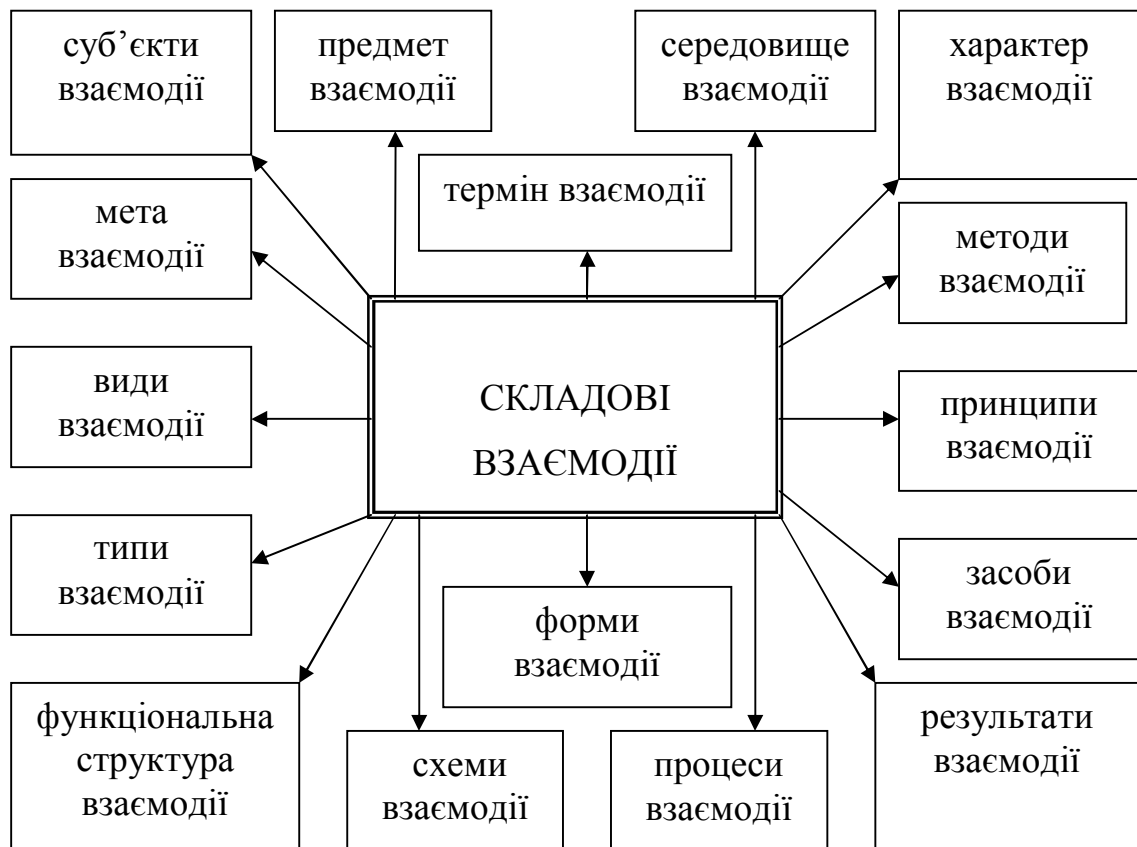 суб’єкти
взаємодії
предмет
взаємодії
середовище
взаємодії
характер
взаємодії
термін взаємодії
мета
взаємодії
методи
взаємодії
види
взаємодії
СКЛАДОВІ
ВЗАЄМОДІЇ
принципи
взаємодії
типи
взаємодії
засоби
взаємодії
форми
взаємодії
функціональна
структура
взаємодії
схеми
взаємодії
процеси
взаємодії
результати
взаємодії